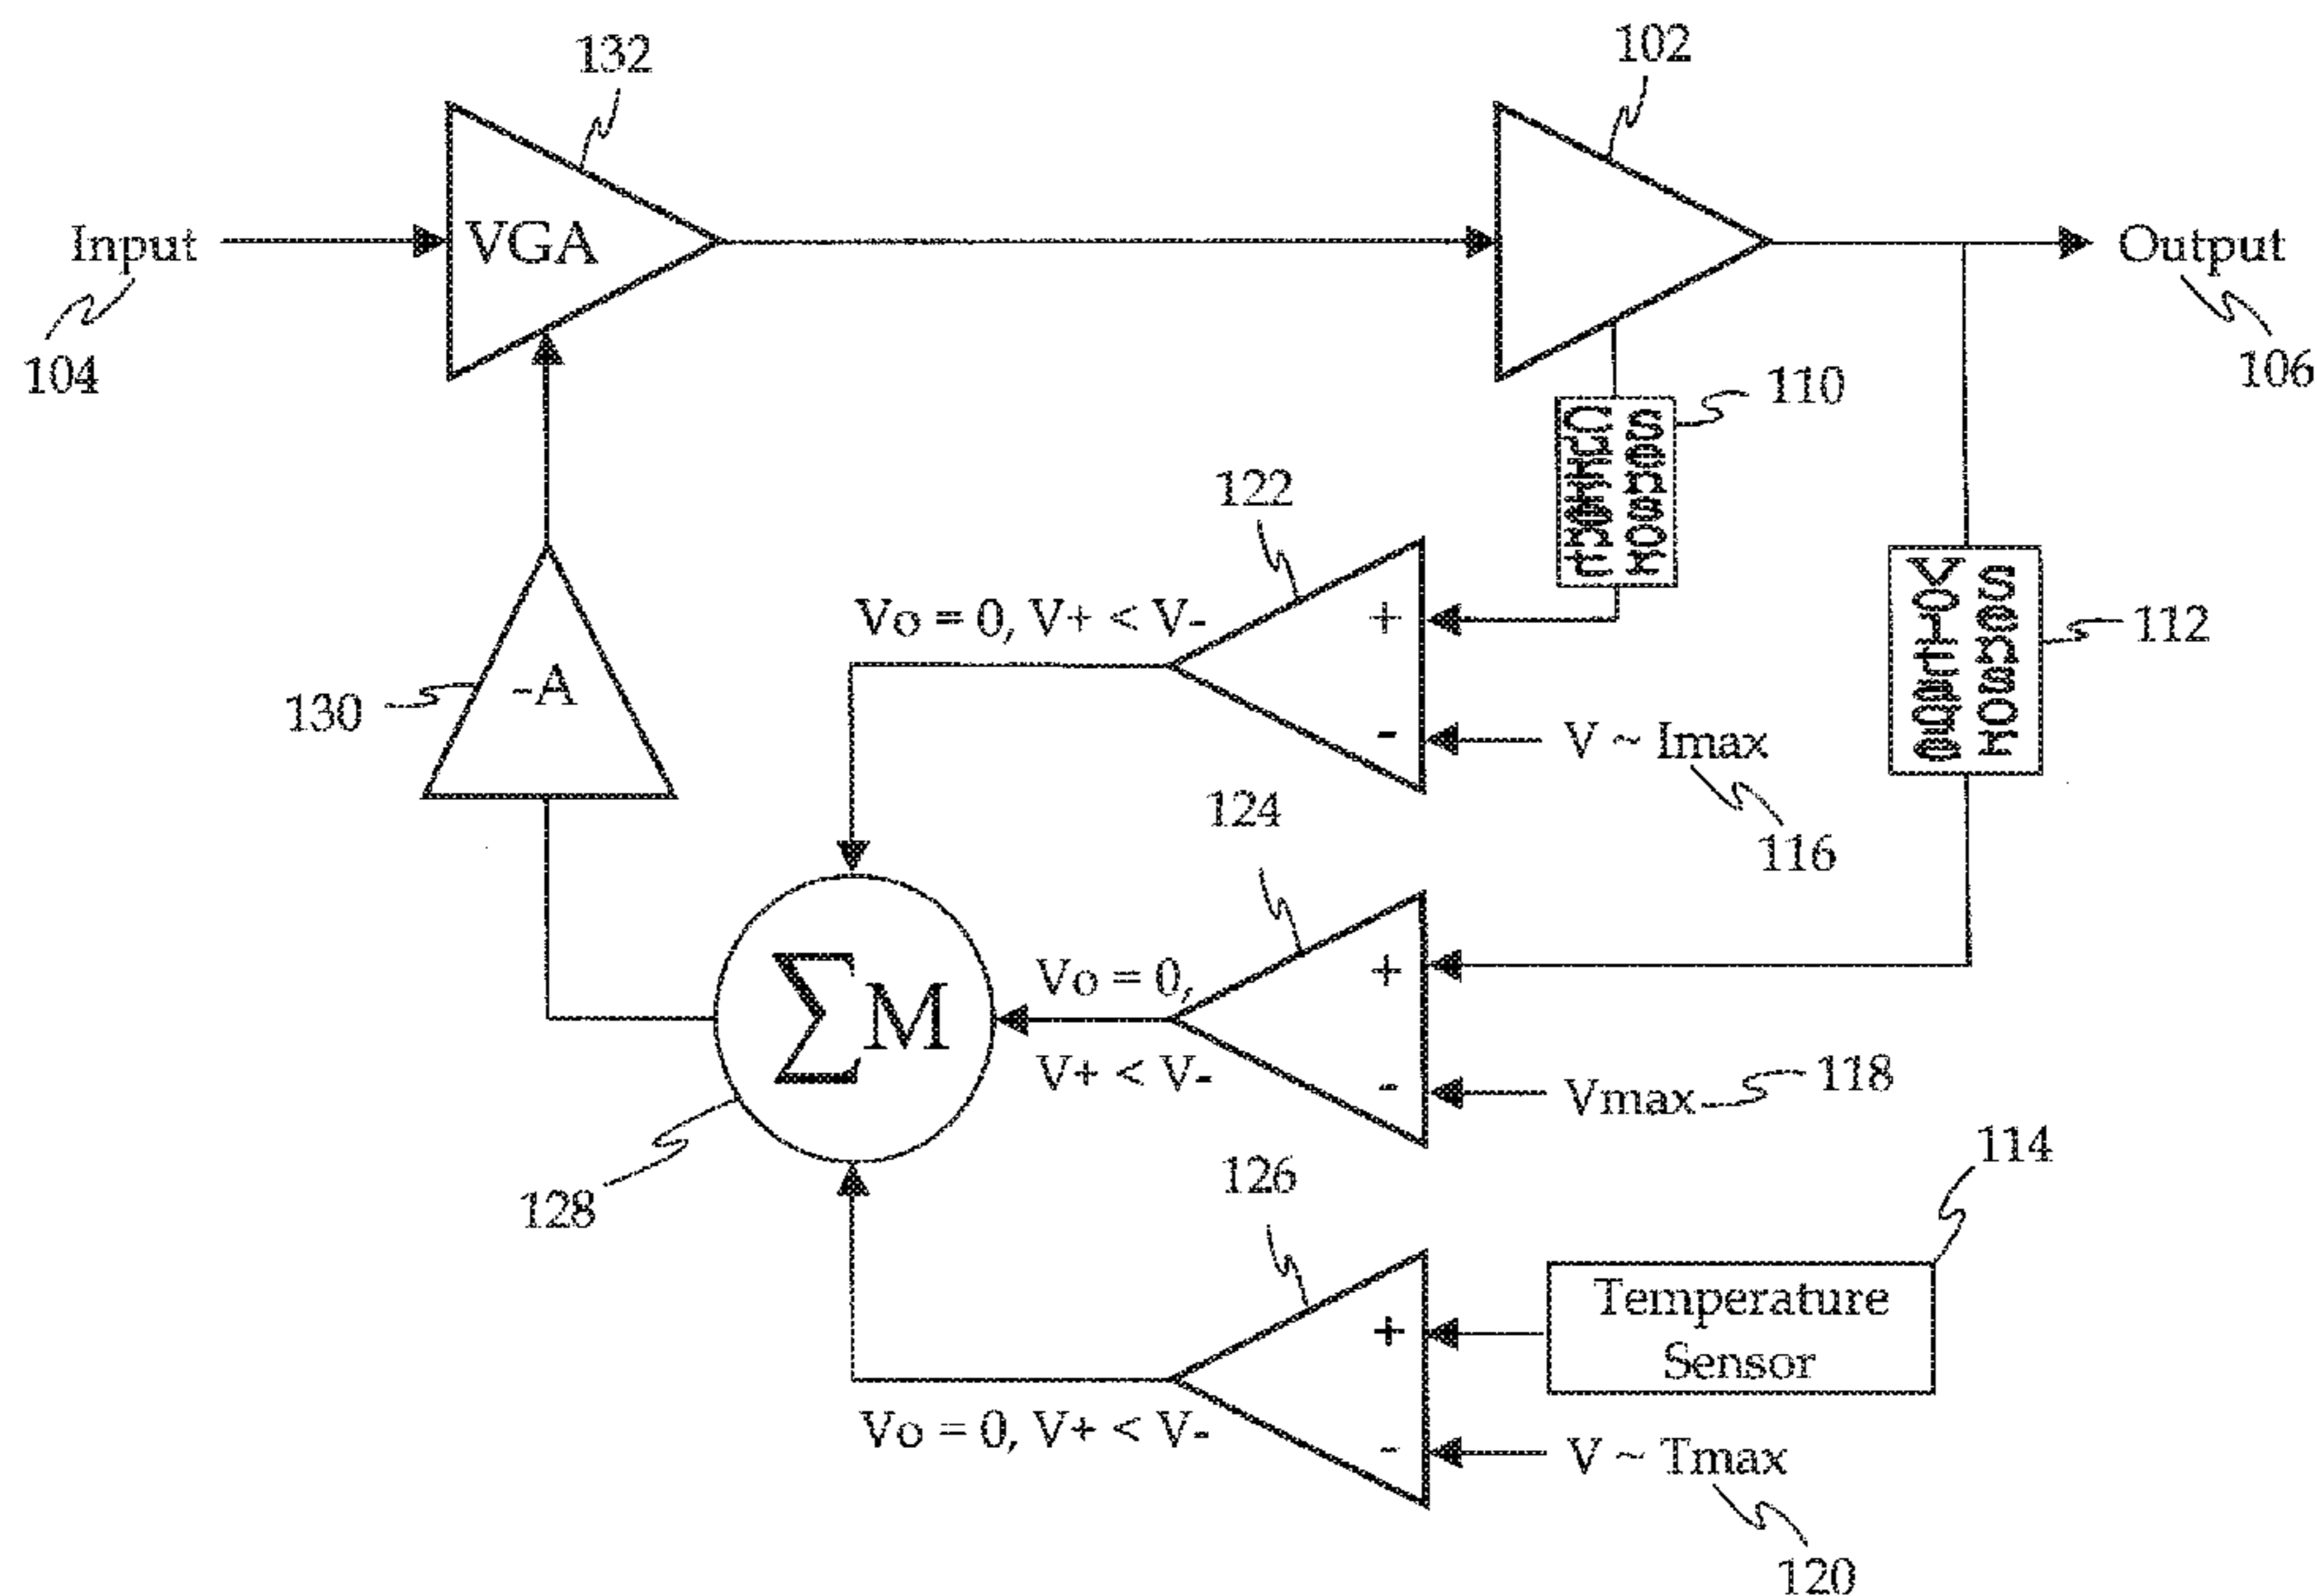 132
102
Input
VGA
Output
104
106
110
Current
Sensor
122
Vo = 0, V+ < V-
+
Voltage
Sensor
112
-A
130
-
V ~ Imax
124
116
ΣM
Vo = 0,
V+ < V-
+
-
Vmax
118
114
128
126
Temperature
Sensor
+
Vo = 0, V+ < V-
-
V ~ Tmax
120